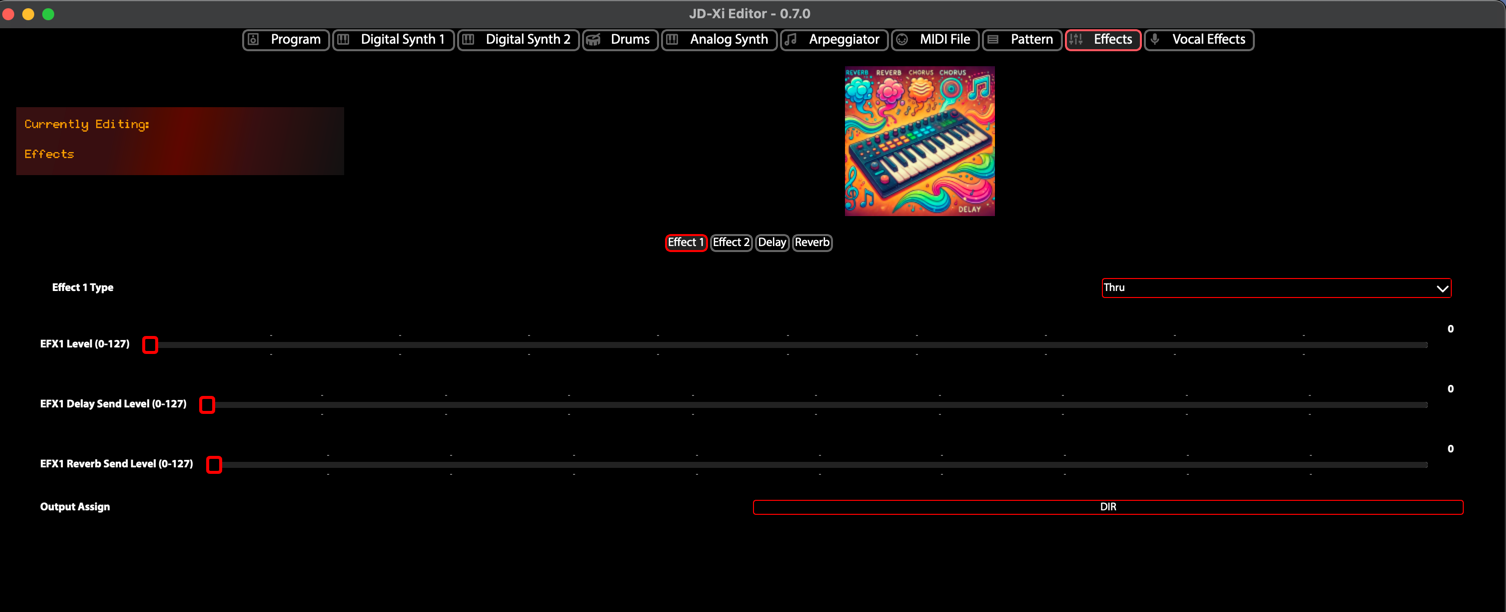 JD-Xi Editor - 0.7.0
Program Digital Synth 1 Digital Synth 2 Drums Analog Synth Arpeggiator MIDI File Pattern Effects Vocal Effects
REVERB REVERB CHORUS CHORUS
DELAY
Currently Editing:
Effects
Effect 1 Effect 2 Delay Reverb
Effect 1 Type Thru
0
EFX1 Level (0-127)
0
EFX1 Delay Send Level (0-127)
0
EFX1 Reverb Send Level (0-127)
Output Assign DIR